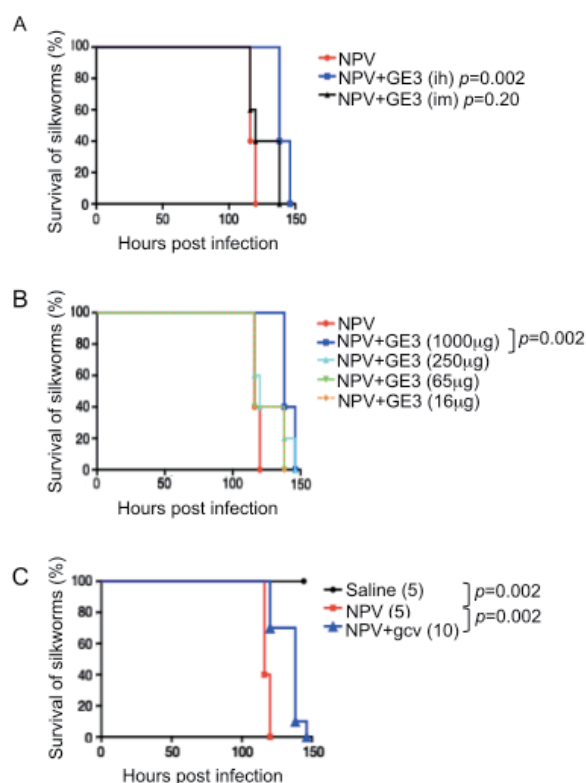 A
Survival of silkworms (%)
100
80
60
40
20
0
0 50 100 150
Hours post infection
NPV
NPV+GE3 (ih) p=0.002
NPV+GE3 (im) p=0.20
B
Survival of silkworms (%)
100
80
60
40
20
0
0 50 100 150
Hours post infection
NPV
NPV+GE3 (1000μg)
p=0.002
NPV+GE3 (250μg)
NPV+GE3 (65μg)
NPV+GE3 (16μg)
C
Survival of silkworms (%)
100
80
60
40
20
0
0 50 100 150
Hours post infection
Saline (5)
p=0.002
NPV (5)
p=0.002
NPV+gcv (10)